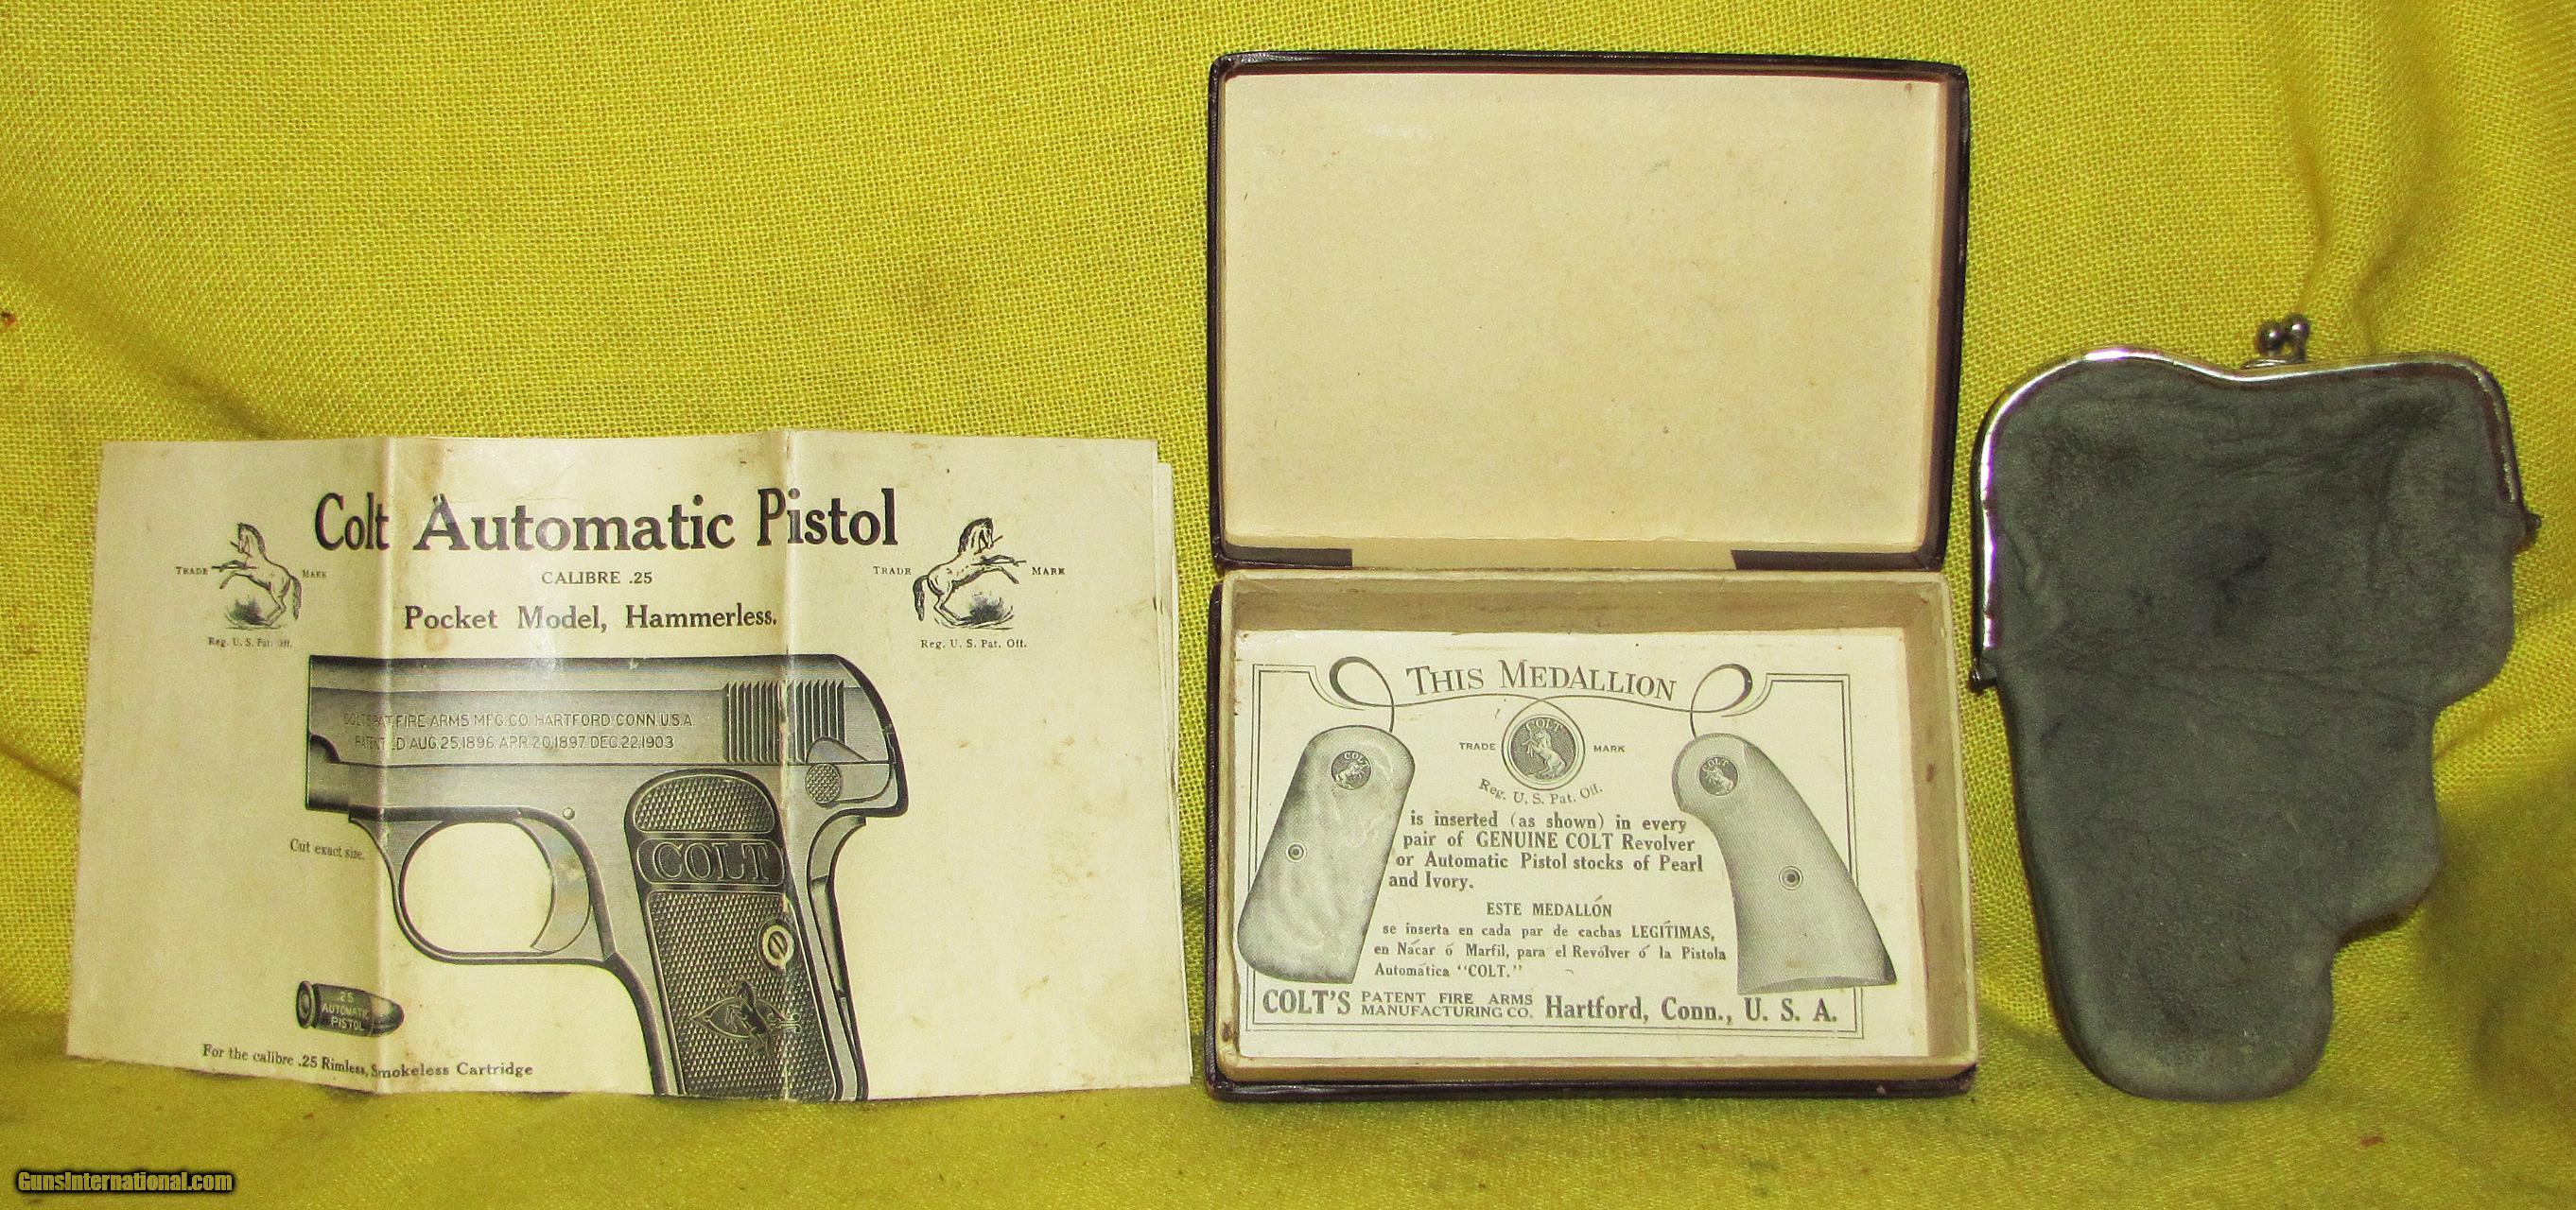 Colt Automatic Pistol
CALIBRE .25
Pocket Model, Hammerless.
TRADE MARK
Reg. U. S. Pat. Off.
TRADE MARK
Reg. U. S. Pat. Off.
COLT'S PAT. FIRE ARMS MFG. CO. HARTFORD. CONN. U.S.A.
PATENTED AUG. 25, 1896. APR. 20, 1897. DEC. 22, 1903
COLT
Cut exact size.
.25
AUTOMATIC
PISTOL
For the calibre .25 Rimless, Smokeless Cartridge
THIS MEDALLION
COLT
TRADE MARK
Reg. U. S. Pat. Off.
COLT
COLT
is inserted (as shown) in every
pair of GENUINE COLT Revolver
or Automatic Pistol stocks of Pearl
and Ivory.
ESTE MEDALLÓN
se inserta en cada par de cachas LEGÍTIMAS,
en Nácar ó Marfil, para el Revólver ó la Pistola
Automática "COLT."
COLT'S PATENT FIRE ARMS MANUFACTURING CO. Hartford, Conn., U. S. A.
GunsInternational.com